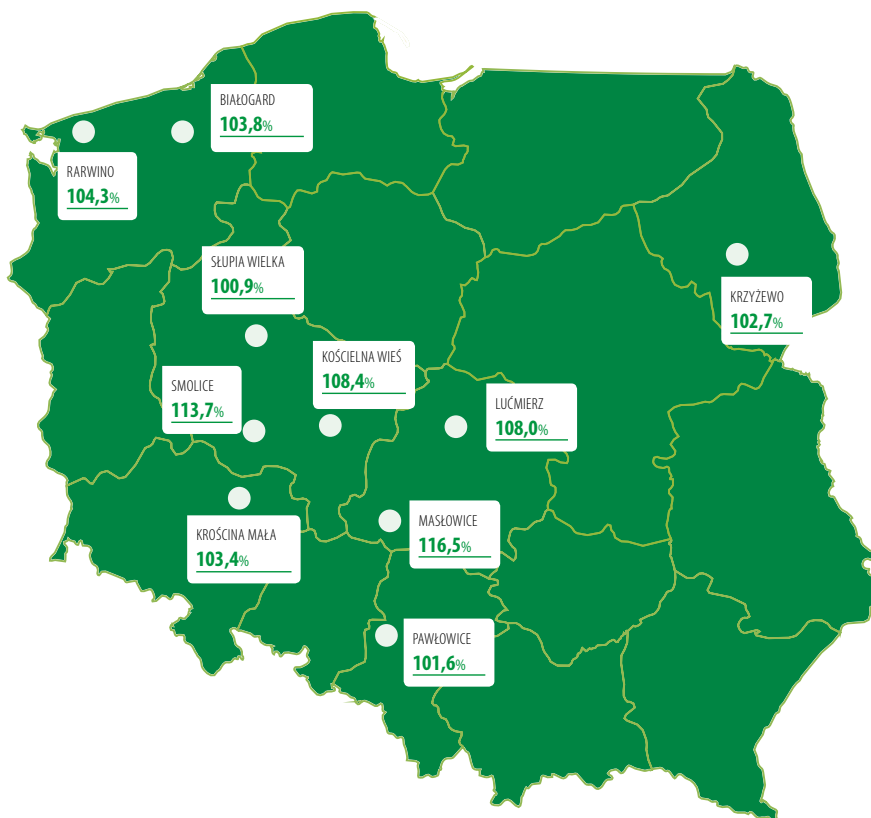 BIAŁOGARD
103,8%
RARWINO
104,3%
SŁUPIA WIELKA
100,9%
KRZYŻEWO
102,7%
KOŚCIELNA WIEŚ
108,4%
SMOLICE
113,7%
LUĆMIERZ
108,0%
KROŚCINA MAŁA
103,4%
MASŁOWICE
116,5%
PAWŁOWICE
101,6%